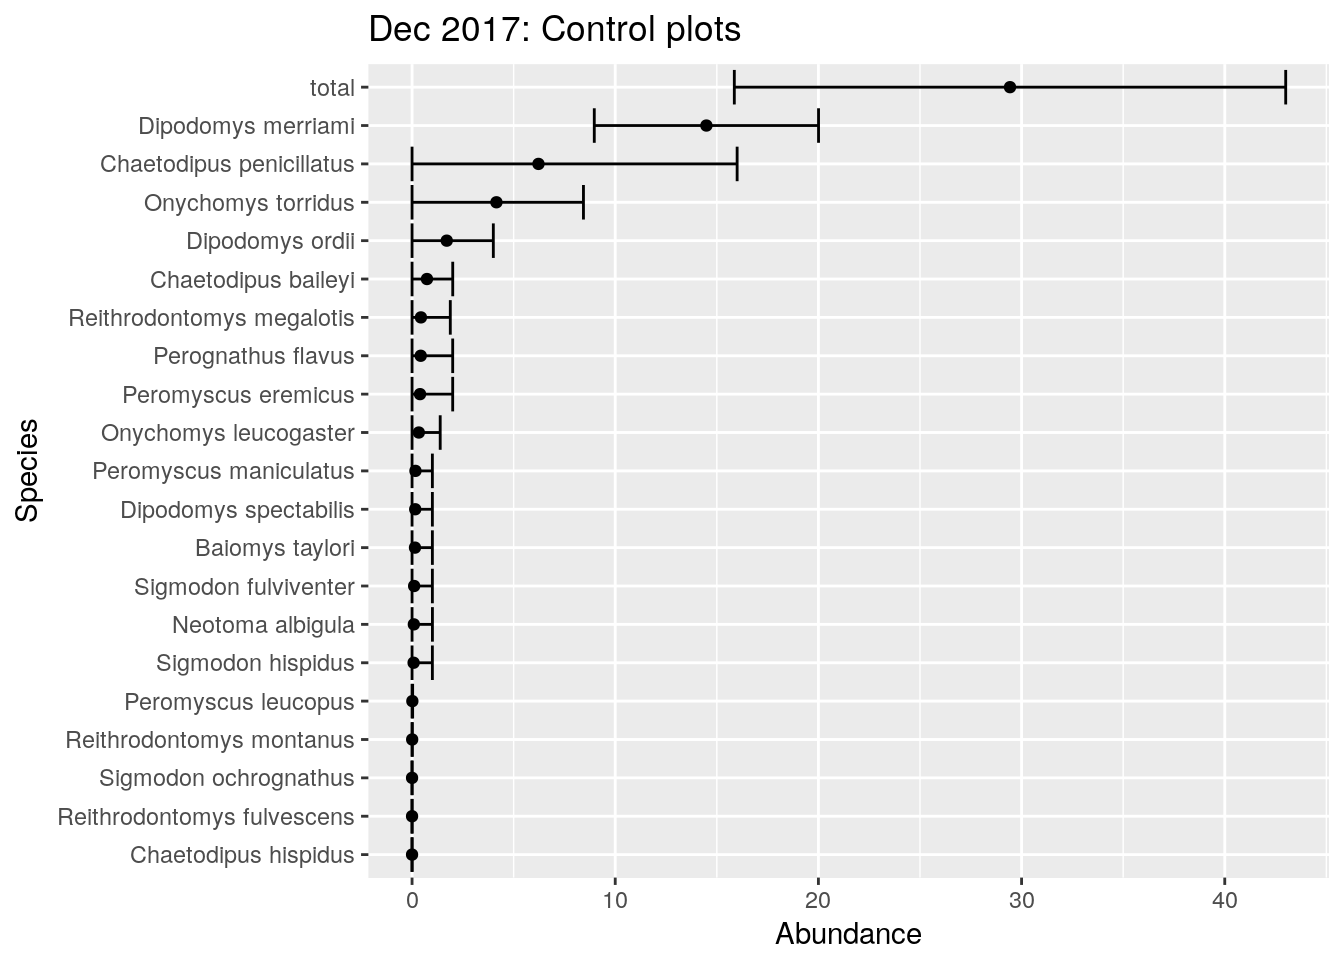 Dec 2017: Control plots
total
Dipodomys merriami
Chaetodipus penicillatus
Onychomys torridus
Dipodomys ordii
Chaetodipus baileyi
Reithrodontomys megalotis
Perognathus flavus
Peromyscus eremicus
Onychomys leucogaster
Peromyscus maniculatus
Dipodomys spectabilis
Baiomys taylori
Sigmodon fulviventer
Neotoma albigula
Sigmodon hispidus
Peromyscus leucopus
Reithrodontomys montanus
Sigmodon ochrognathus
Reithrodontomys fulvescens
Chaetodipus hispidus
Species
0 10 20 30 40
Abundance